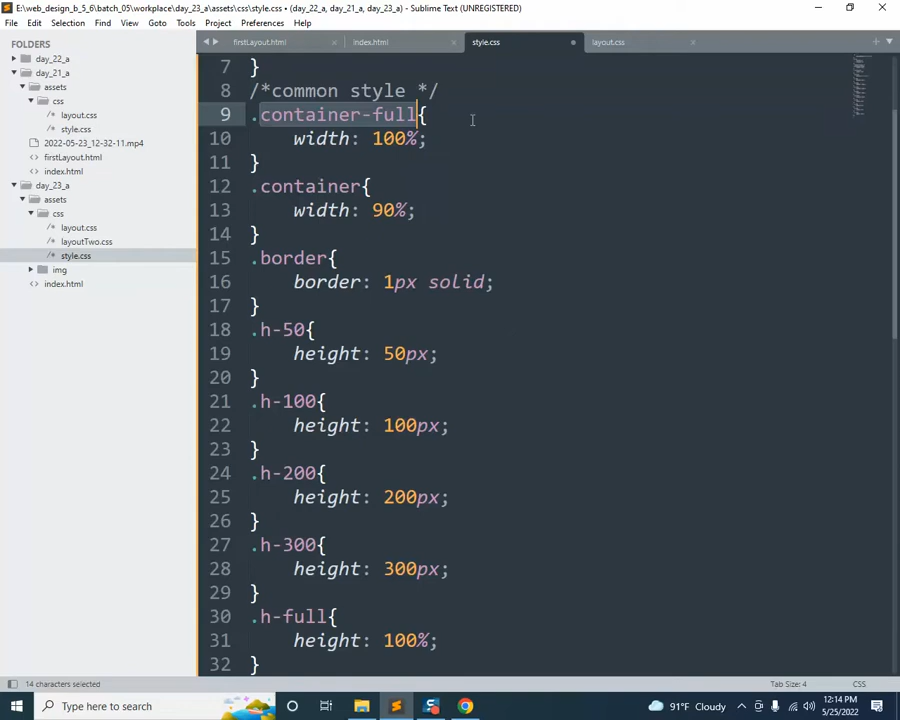 E:\web_design_b_5_6\batch_05\workplace\day_23_a\assets\css\style.css • (day_22_a, day_21_a, day_23_a) - Sublime Text (UNREGISTERED)
File Edit Selection Find View Goto Tools Project Preferences Help
FOLDERS
day_22_a
day_21_a
assets
css
layout.css
style.css
2022-05-23_12-32-11.mp4
firstLayout.html
index.html
day_23_a
assets
css
layout.css
layoutTwo.css
style.css
img
index.html
firstLayout.html index.html style.css layout.css
7 }
8 /*common style */
9 .container-full{
10 width: 100%;
11 }
12 .container{
13 width: 90%;
14 }
15 .border{
16 border: 1px solid;
17 }
18 .h-50{
19 height: 50px;
20 }
21 .h-100{
22 height: 100px;
23 }
24 .h-200{
25 height: 200px;
26 }
27 .h-300{
28 height: 300px;
29 }
30 .h-full{
31 height: 100%;
32 }
14 characters selected Tab Size: 4 CSS
Type here to search 91°F Cloudy 12:14 PM
5/25/2022